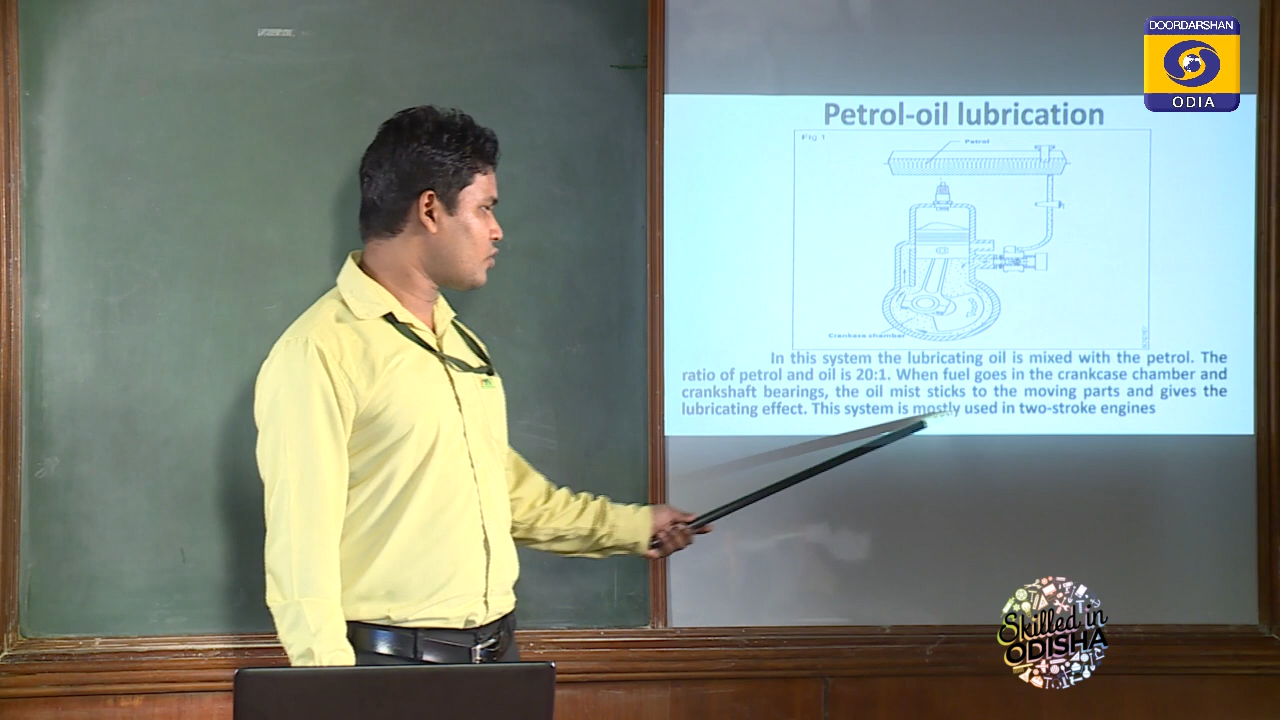 DOORDARSHAN
ODIA
Petrol-oil lubrication
Fig 1
Petrol
Crankase chamber
In this system the lubricating oil is mixed with the petrol. The
ratio of petrol and oil is 20:1. When fuel goes in the crankcase chamber and
crankshaft bearings, the oil mist sticks to the moving parts and gives the
lubricating effect. This system is mostly used in two-stroke engines
Skilled in
ODISHA